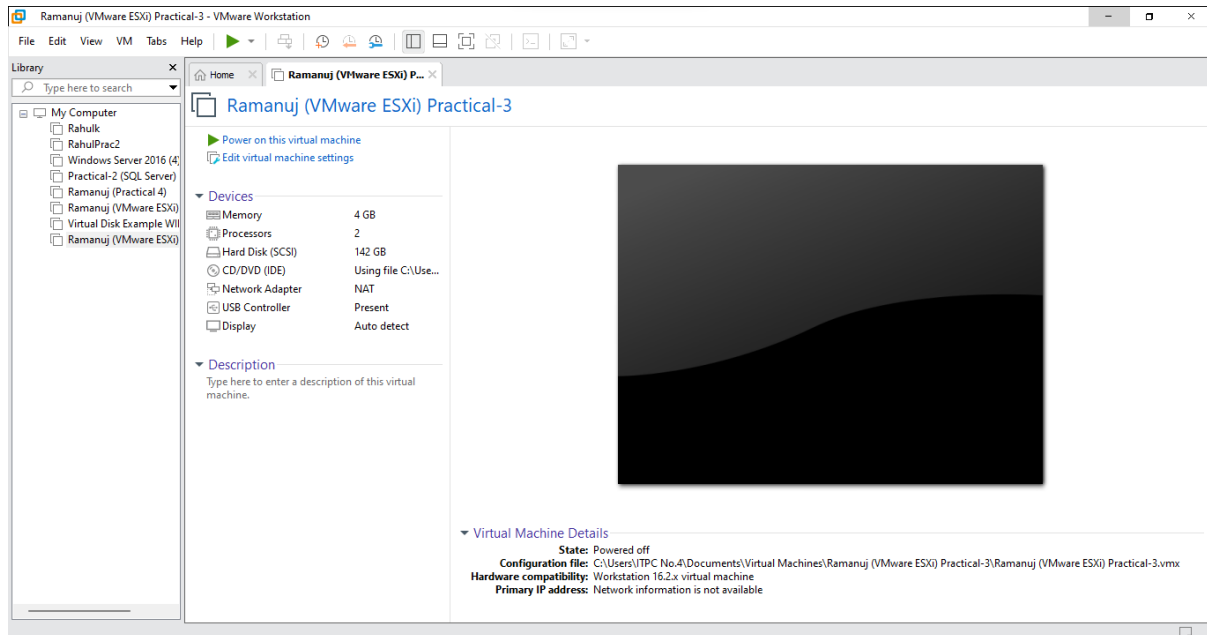 Ramanuj (VMware ESXi) Practical-3 - VMware Workstation
File Edit View VM Tabs Help
Library
Type here to search
My Computer
Rahulk
RahulPrac2
Windows Server 2016 (4)
Practical-2 (SQL Server)
Ramanuj (Practical 4)
Ramanuj (VMware ESXi)
Virtual Disk Example
Ramanuj (VMware ESXi)
Home
Ramanuj (VMware ESXi) P...
Ramanuj (VMware ESXi) Practical-3
Power on this virtual machine
Edit virtual machine settings
Devices
Memory 4 GB
Processors 2
Hard Disk (SCSI) 142 GB
CD/DVD (IDE) Using file C:\Use...
Network Adapter NAT
USB Controller Present
Display Auto detect
Description
Type here to enter a description of this virtual
machine.
Virtual Machine Details
State: Powered off
Configuration file: C:\Users\ITPC No.4\Documents\Virtual Machines\Ramanuj (VMware ESXi) Practical-3\Ramanuj (VMware ESXi) Practical-3.vmx
Hardware compatibility: Workstation 16.2.x virtual machine
Primary IP address: Network information is not available